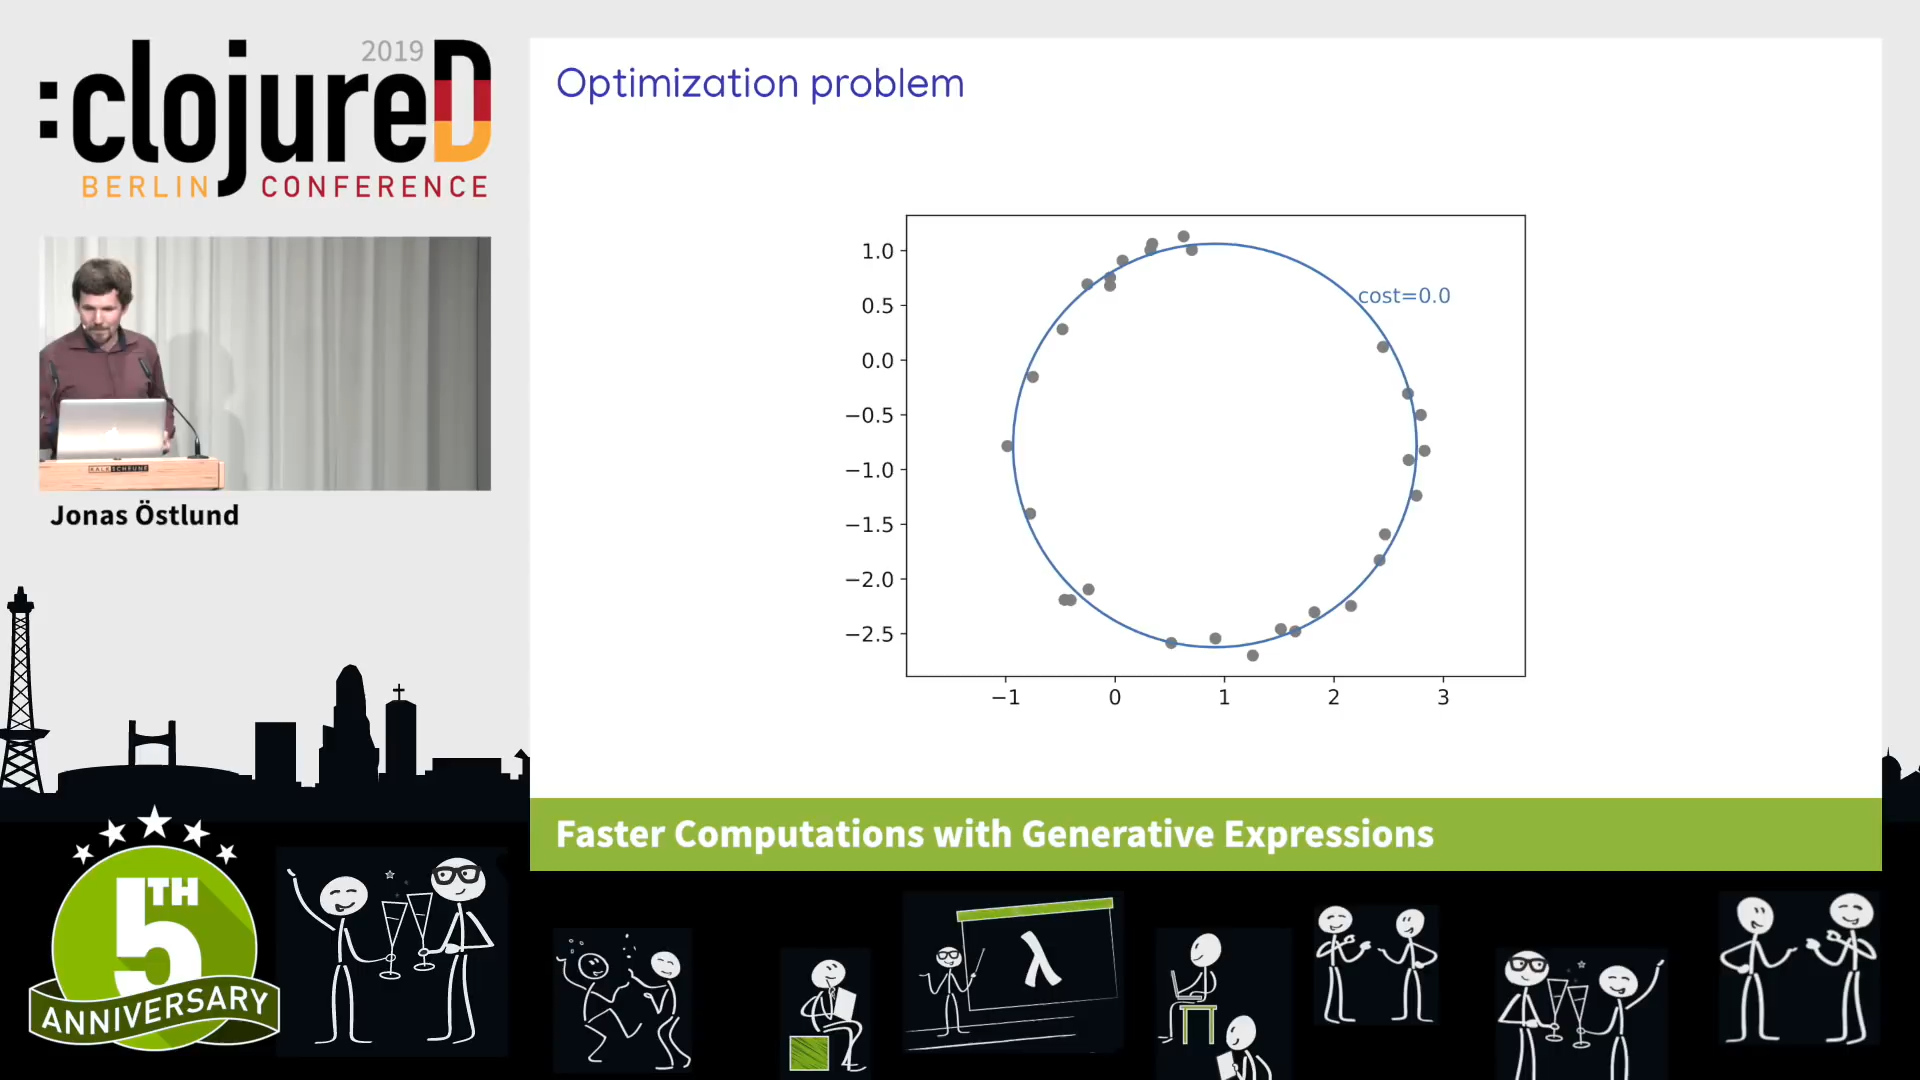 2019
:clojureD
BERLIN CONFERENCE
KALKSCHEUNE
Jonas Östlund
Optimization problem
1.0
0.5
0.0
−0.5
−1.0
−1.5
−2.0
−2.5
−1 0 1 2 3
cost=0.0
Faster Computations with Generative Expressions
5TH
ANNIVERSARY
λ